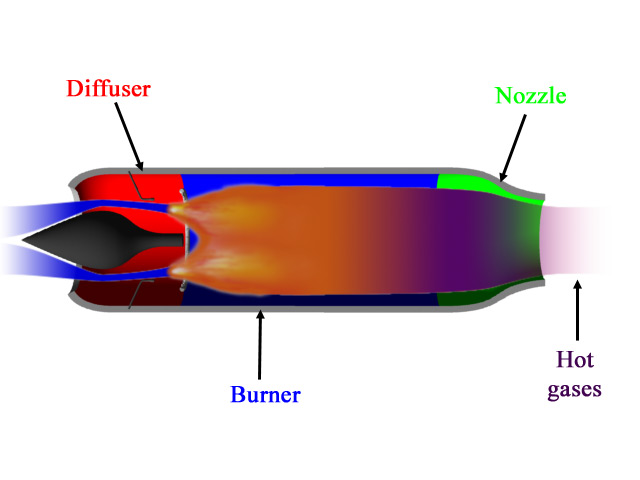 Diffuser
Nozzle
Burner
Hot
gases